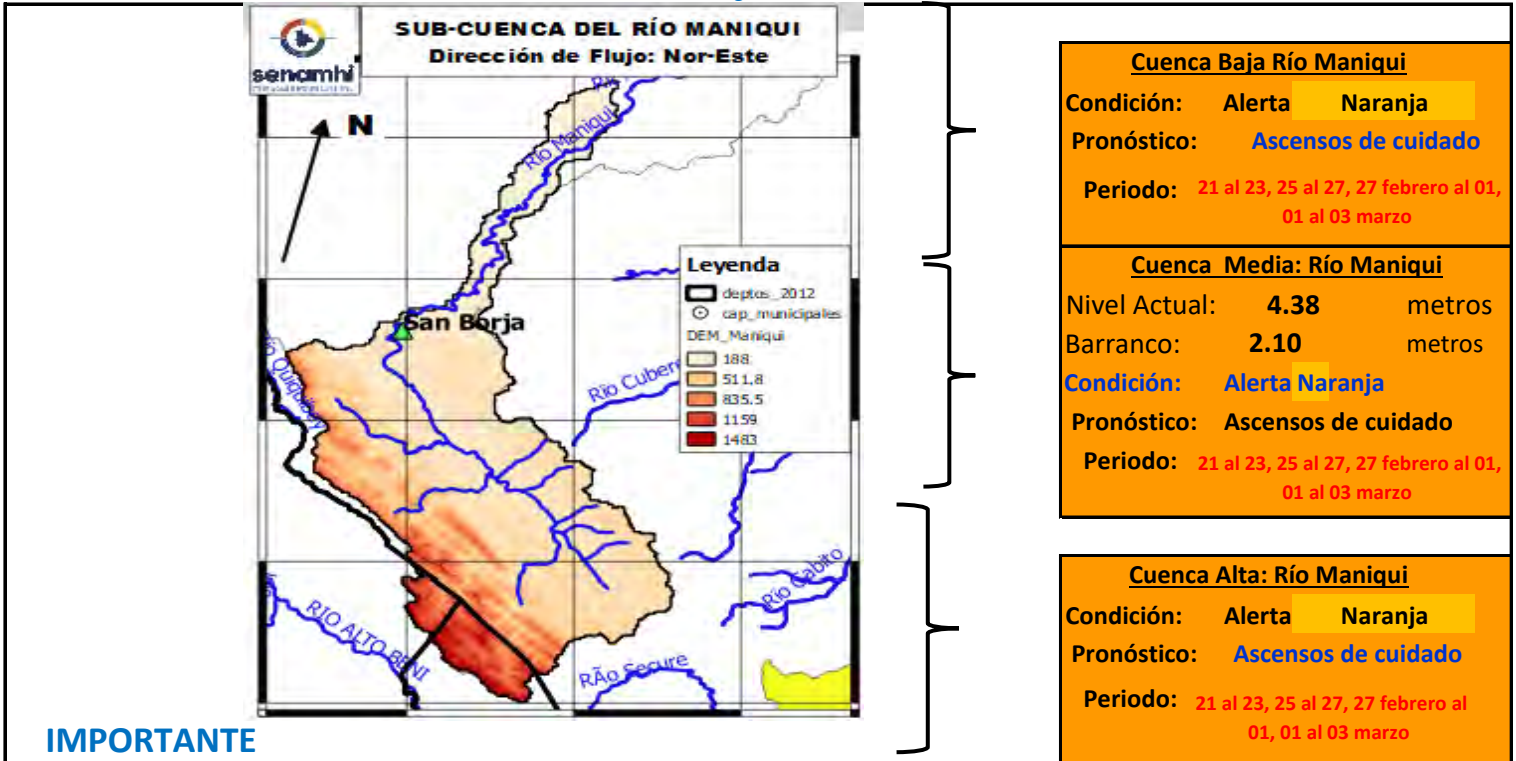 SUB-CUENCA DEL RÍO MANIQUI
Dirección de Flujo: Nor-Este
senamhi
N
Río Maniqui
San Borja
Leyenda
deptos_2012
cap_municipales
DEM_Maniqui
188
511,8
835.5
1159
1483
Río Cabito
RIO ALTO BENI
RÃo Secure
IMPORTANTE
Cuenca Baja Río Maniqui
Condición: Alerta Naranja
Pronóstico: Ascensos de cuidado
Periodo: 21 al 23, 25 al 27, 27 febrero al 01,
01 al 03 marzo
Cuenca Media: Río Maniqui
Nivel Actual: 4.38 metros
Barranco: 2.10 metros
Condición: Alerta Naranja
Pronóstico: Ascensos de cuidado
Periodo: 21 al 23, 25 al 27, 27 febrero al 01,
01 al 03 marzo
Cuenca Alta: Río Maniqui
Condición: Alerta Naranja
Pronóstico: Ascensos de cuidado
Periodo: 21 al 23, 25 al 27, 27 febrero al
01, 01 al 03 marzo